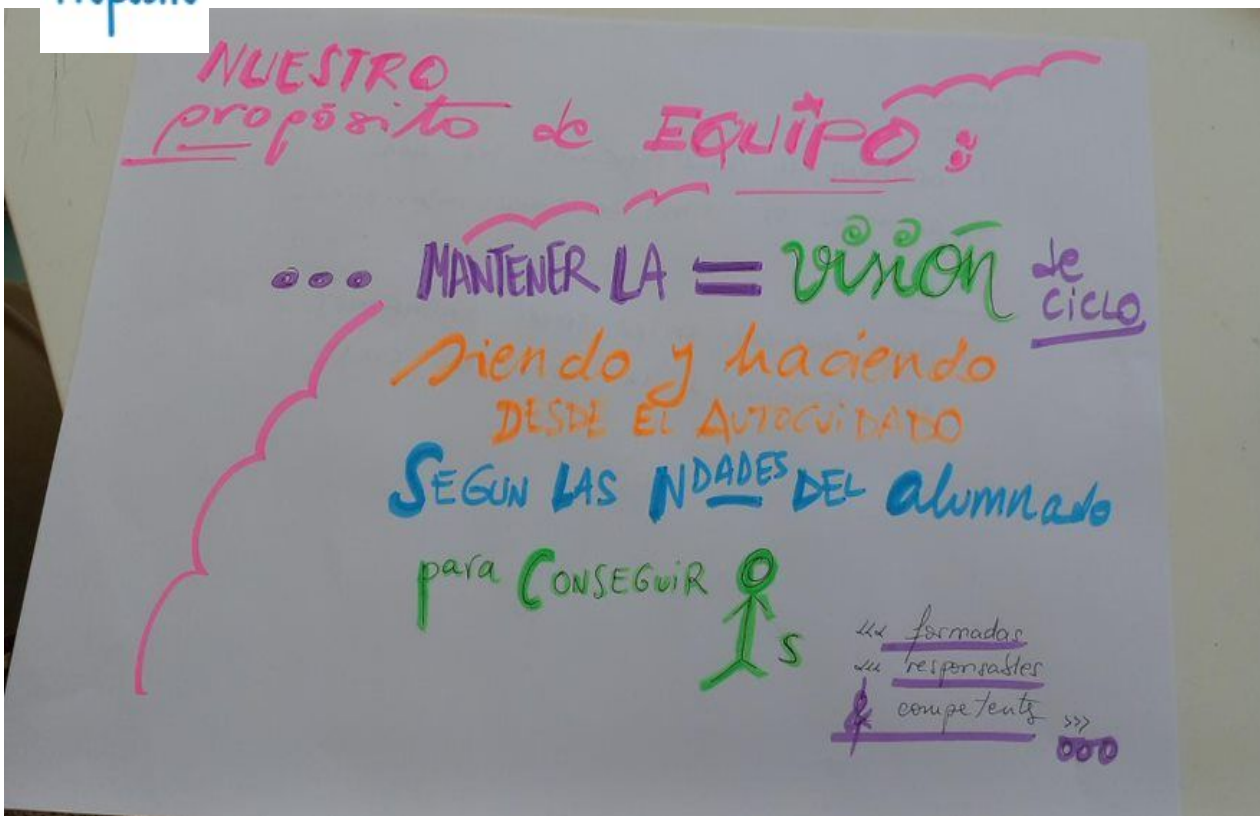 Propósito
NUESTRO
propósito de EQUIPO:
... MANTENER LA = visión de CICLO
siendo y haciendo
DESDE EL AUTOCUIDADO
SEGUN LAS NDADES DEL alumnado
para CONSEGUIR s
<<< formadas
<<< responsables
& competents >>>
ooo